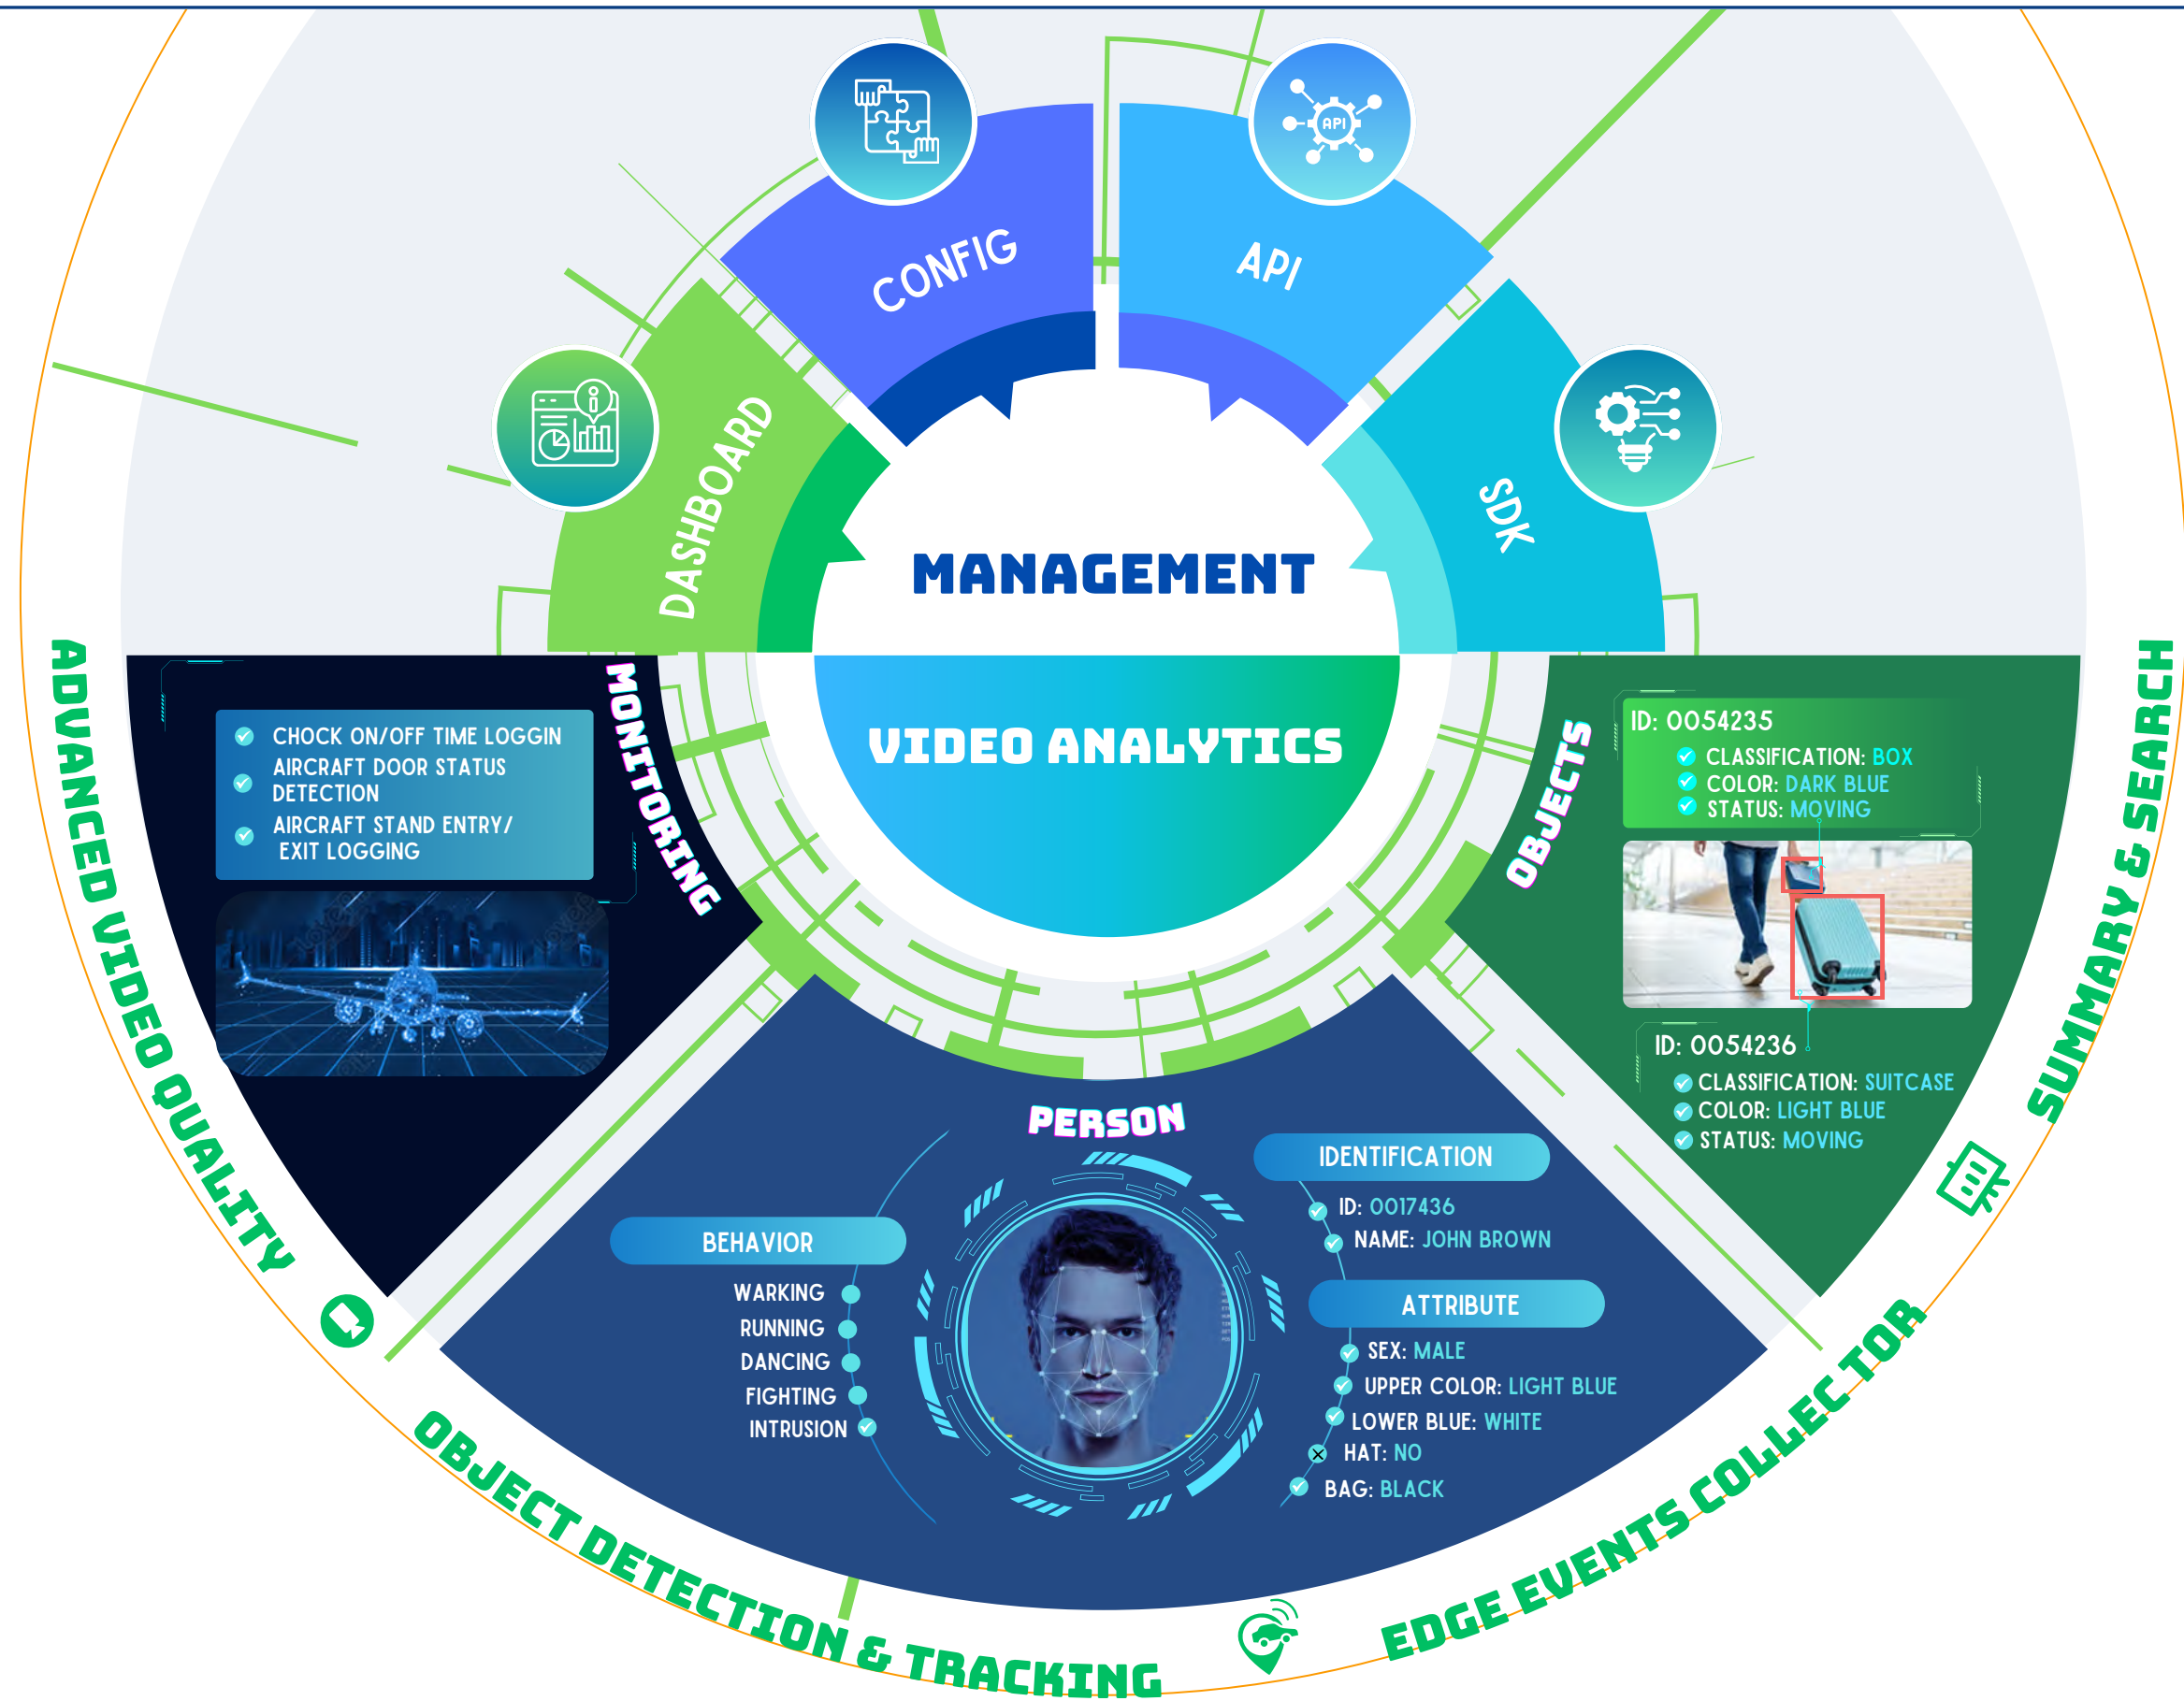 CONFIG
API
API
DASHBOARD
SDK
MANAGEMENT
VIDEO ANALYTICS
MONITORING
CHOCK ON/OFF TIME LOGGIN
AIRCRAFT DOOR STATUS
DETECTION
AIRCRAFT STAND ENTRY/
EXIT LOGGING
OBJECTS
ID: 0054235
CLASSIFICATION: BOX
COLOR: DARK BLUE
STATUS: MOVING
ID: 0054236
CLASSIFICATION: SUITCASE
COLOR: LIGHT BLUE
STATUS: MOVING
PERSON
BEHAVIOR
WARKING
RUNNING
DANCING
FIGHTING
INTRUSION
IDENTIFICATION
ID: 0017436
NAME: JOHN BROWN
ATTRIBUTE
SEX: MALE
UPPER COLOR: LIGHT BLUE
LOWER BLUE: WHITE
HAT: NO
BAG: BLACK
ADVANCED VIDEO QUALITY
OBJECT DETECTION & TRACKING
EDGE EVENTS COLLECTOR
SUMMARY & SEARCH